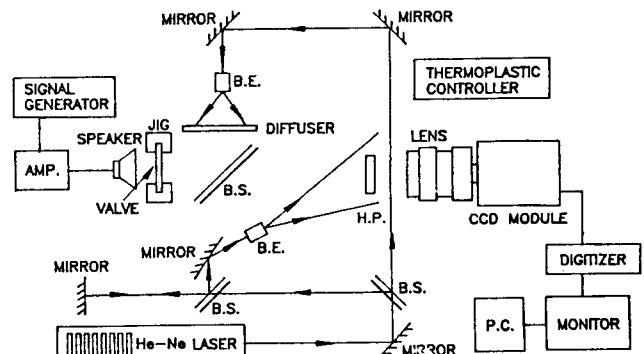 MIRROR
MIRROR
SIGNAL
GENERATOR
B.E.
THERMOPLASTIC
CONTROLLER
SPEAKER
JIG
DIFFUSER
LENS
AMP.
VALVE
B.S.
H.P.
CCD MODULE
MIRROR
B.E.
MIRROR
DIGITIZER
B.S.
B.S.
P.C.
MONITOR
He-Ne LASER
MIRROR